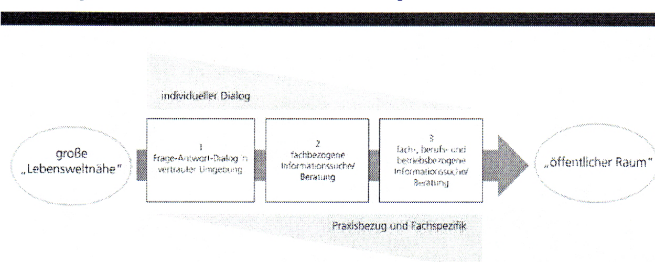 individueller Dialog
große
„Lebensweltnähe“
1
Frage-Antwort-Dialog in
vertrauter Umgebung
2
fachbezogene
Informationssuche/
Beratung
3
fach-, berufs- und
betriebsbezogene
Informationssuche/
Beratung
„öffentlicher Raum“
Praxisbezug und Fachspezifik